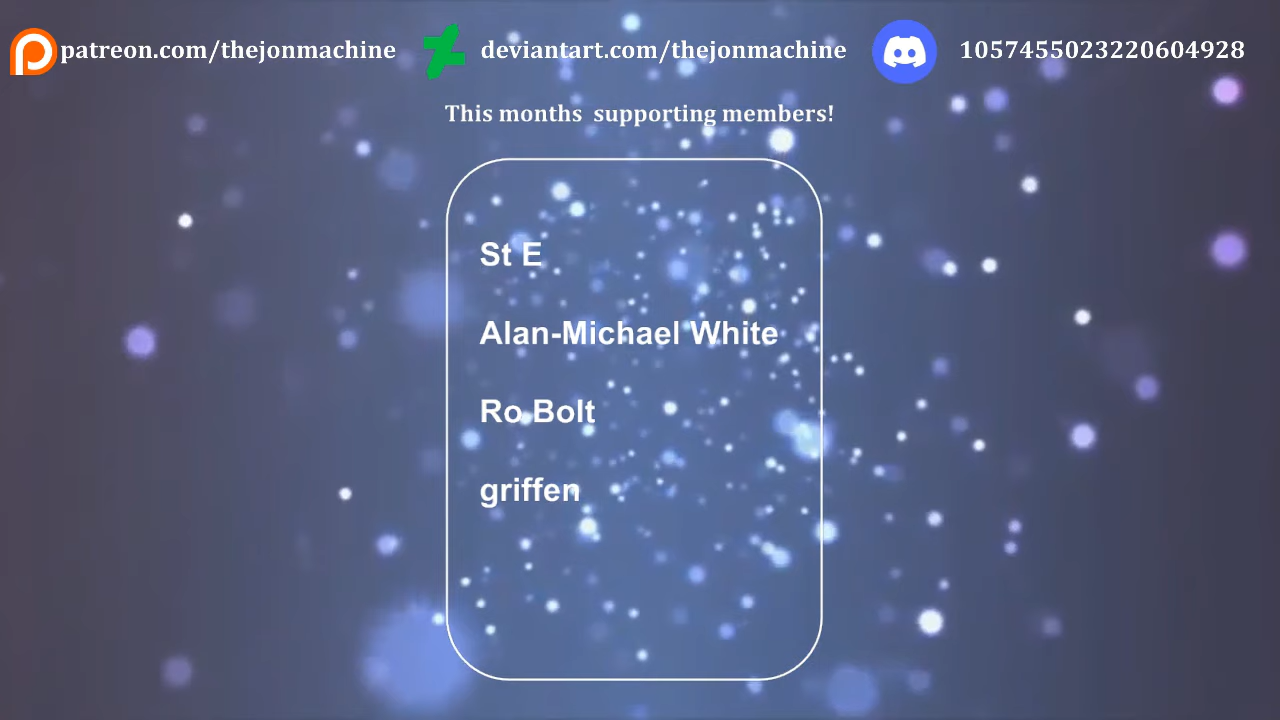 patreon.com/thejonmachine deviantart.com/thejonmachine 1057455023220604928
This months supporting members!
St E
Alan-Michael White
Ro Bolt
griffen